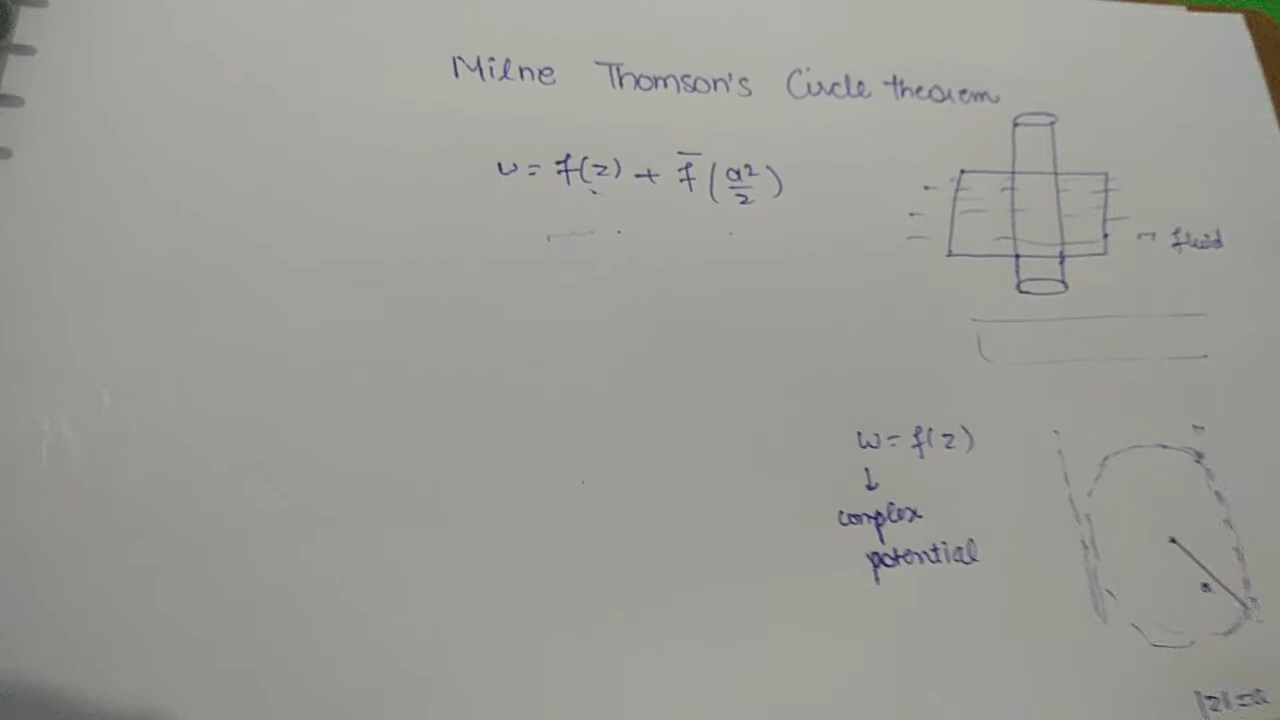 Milne Thomson's Circle theorem
w = f(z) + f̅(a²/z)
→ fluid
w = f(z)
↓
complex
potential
a
|z| = a